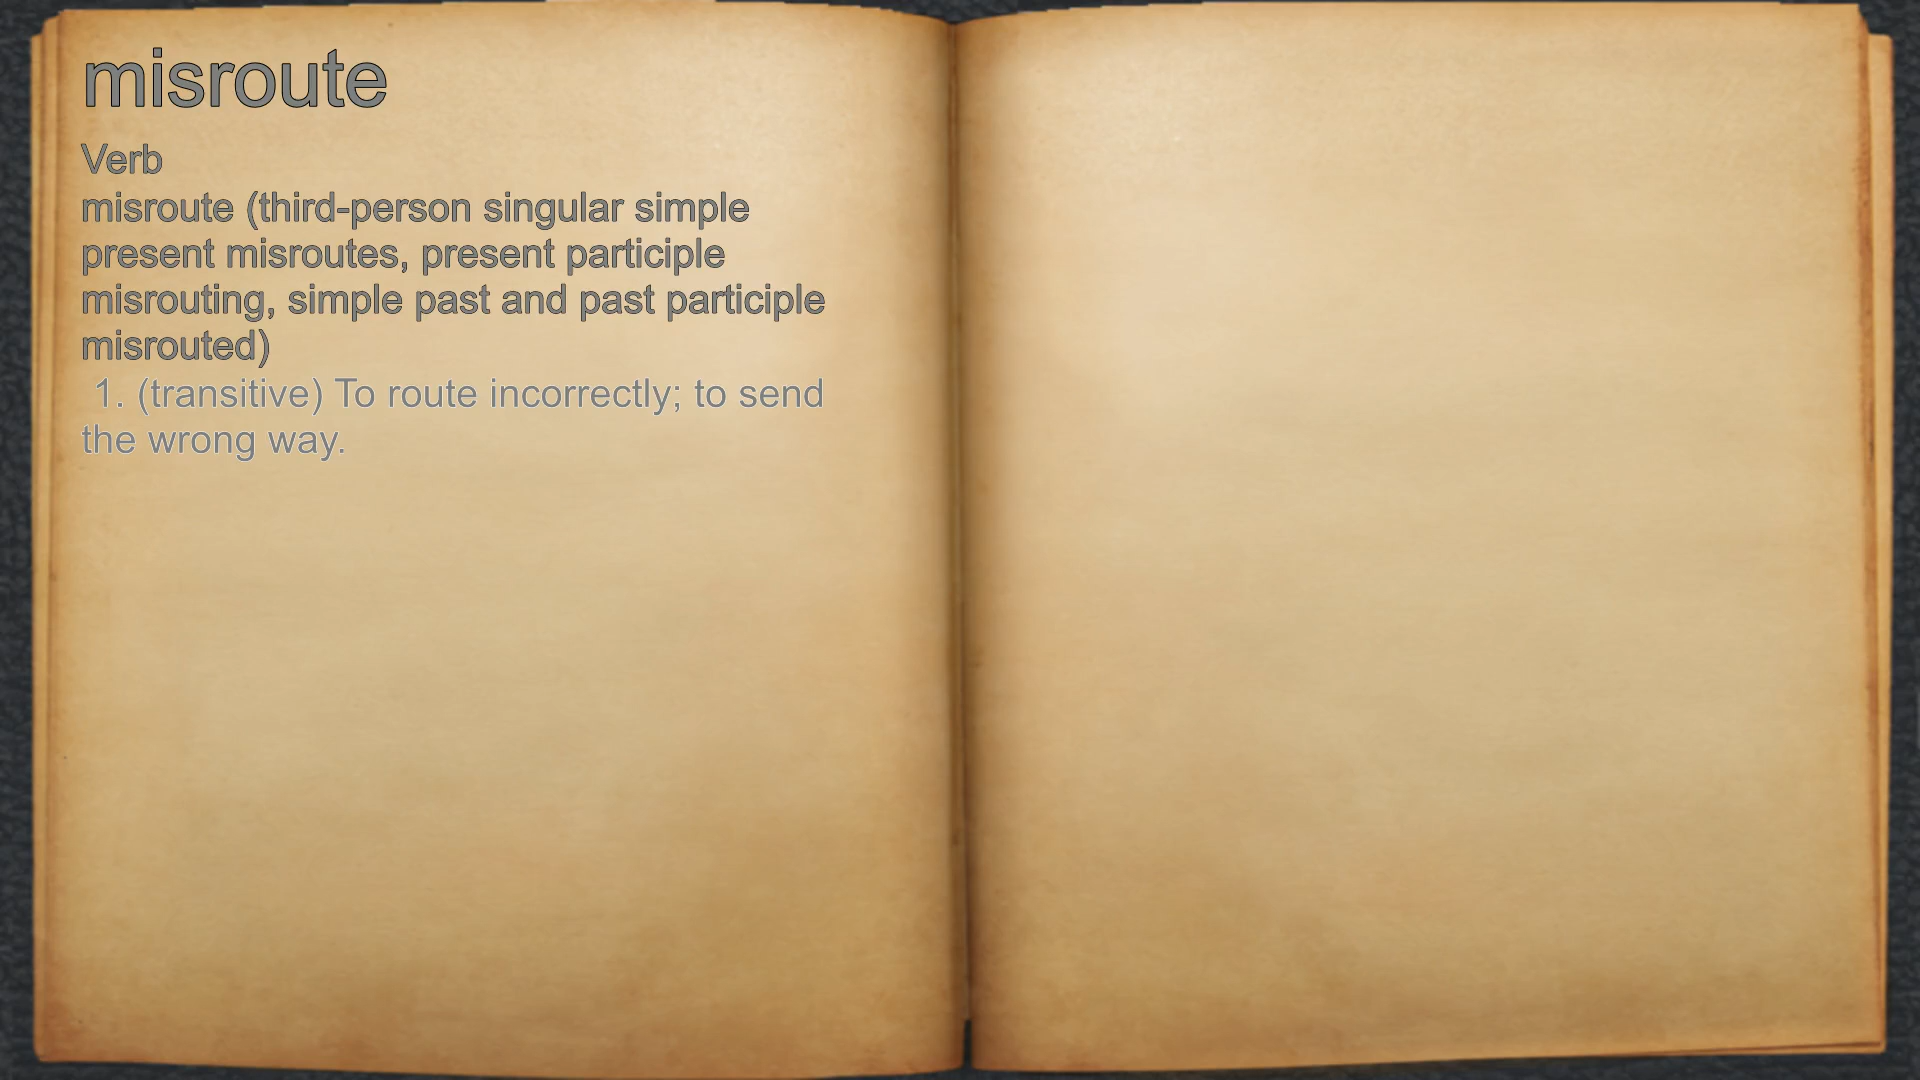 misroute
Verb
misroute (third-person singular simple
present misroutes, present participle
misrouting, simple past and past participle
misrouted)
1. (transitive) To route incorrectly; to send
the wrong way.